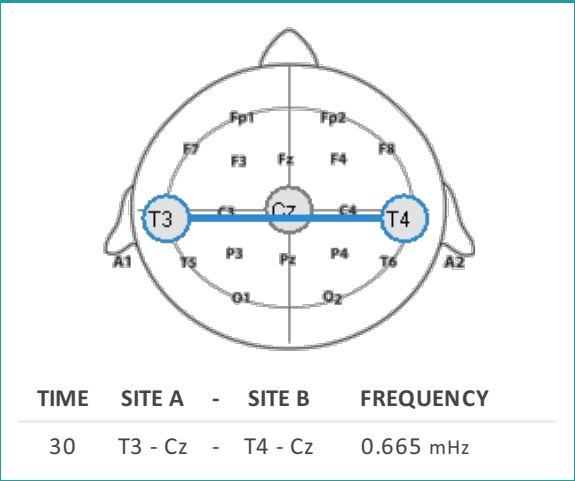 Fp1 Fp2
F7 F3 Fz F4 F8
T3 C3 Cz C4 T4
A1 T5 P3 Pz P4 T6 A2
O1 O2
TIME SITE A - SITE B FREQUENCY
30 T3 - Cz - T4 - Cz 0.665 mHz